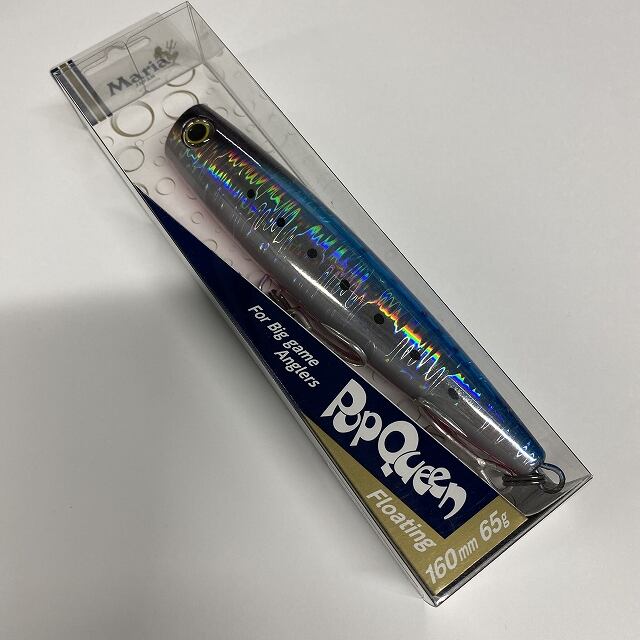 Maria
For Big game
Anglers
PopQueen
Floating
160mm 65g